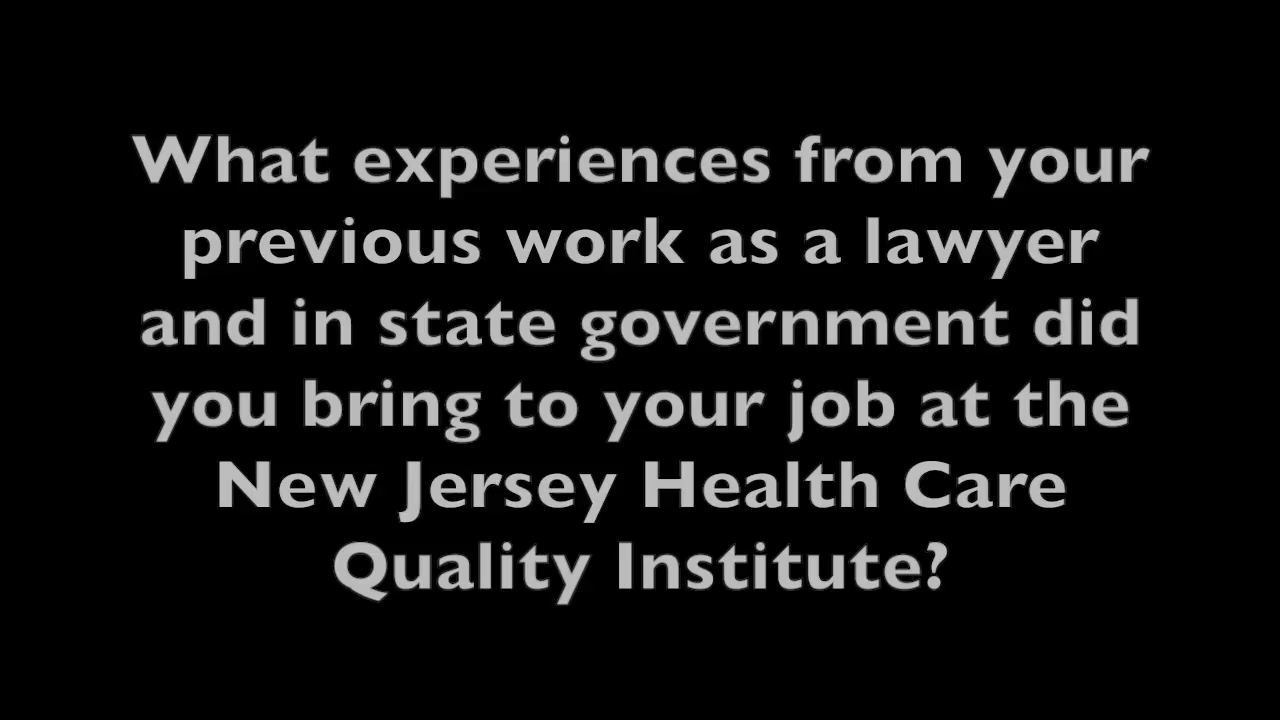 What experiences from your
previous work as a lawyer
and in state government did
you bring to your job at the
New Jersey Health Care
Quality Institute?